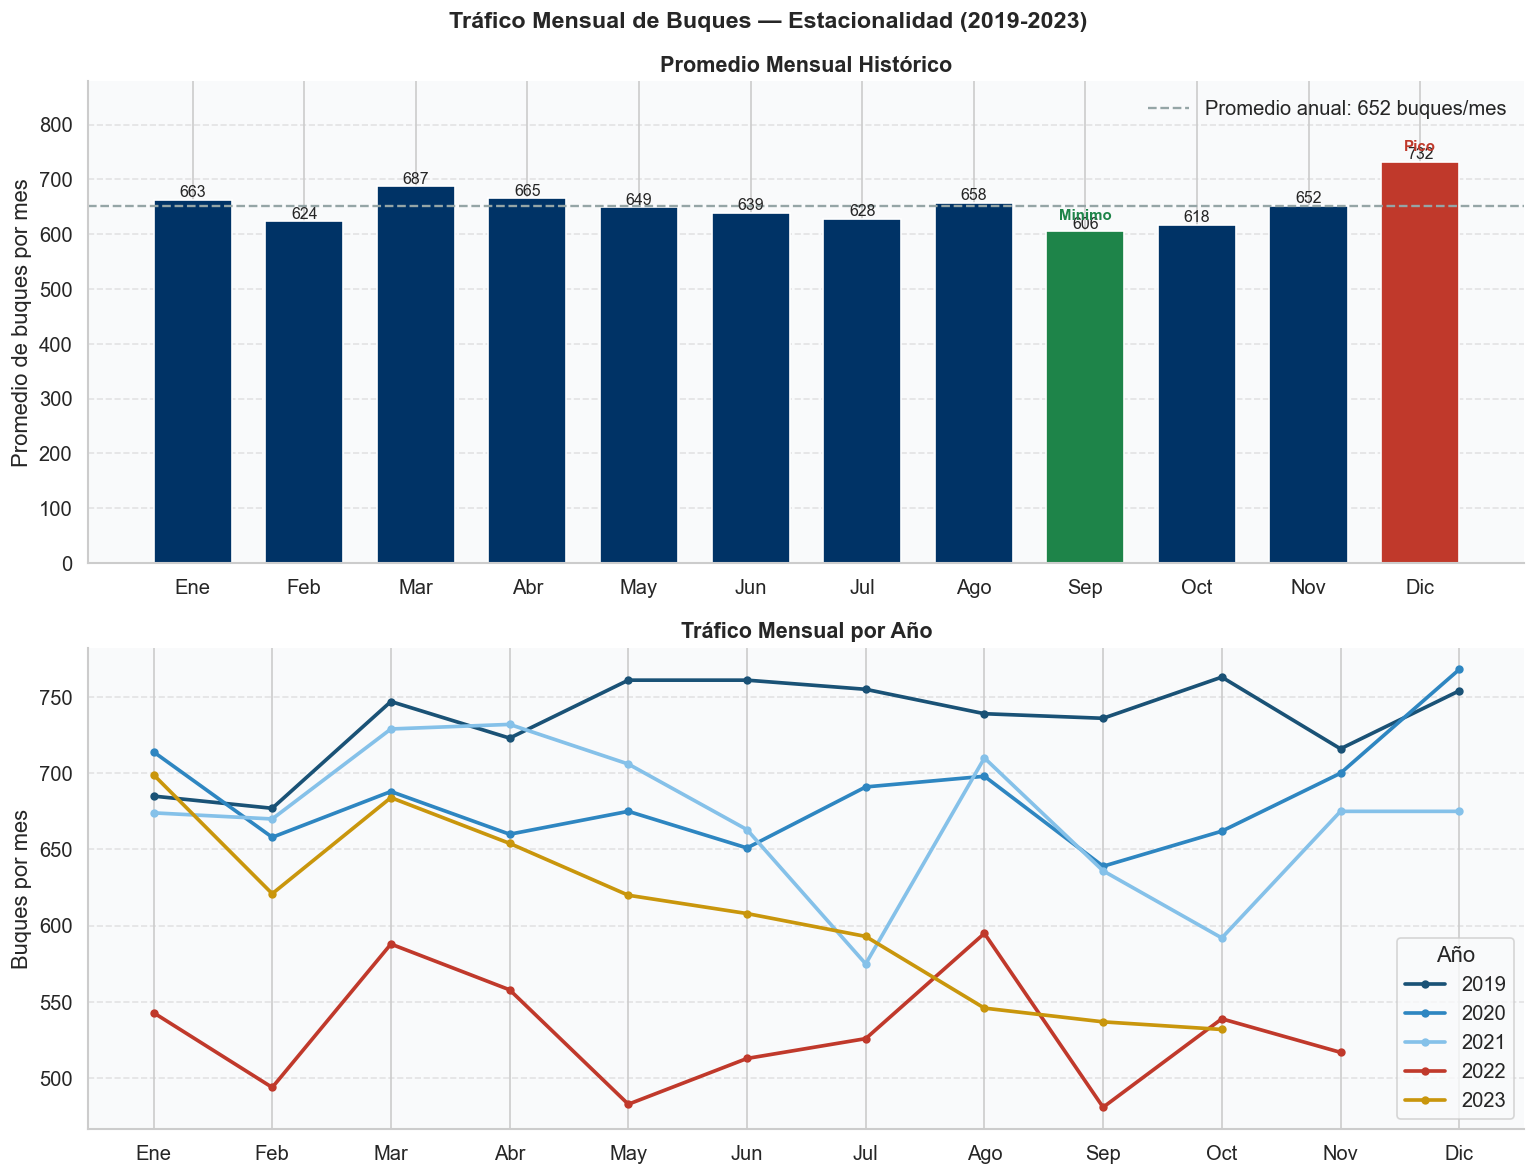 Tráfico Mensual de Buques — Estacionalidad (2019-2023)
Promedio Mensual Histórico
Promedio de buques por mes
800
700
600
500
400
300
200
100
0
Promedio anual: 652 buques/mes
663
624
687
665
649
639
628
658
Mínimo
606
618
652
Pico
732
Ene Feb Mar Abr May Jun Jul Ago Sep Oct Nov Dic
Tráfico Mensual por Año
Buques por mes
750
700
650
600
550
500
Año
2019
2020
2021
2022
2023
Ene Feb Mar Abr May Jun Jul Ago Sep Oct Nov Dic